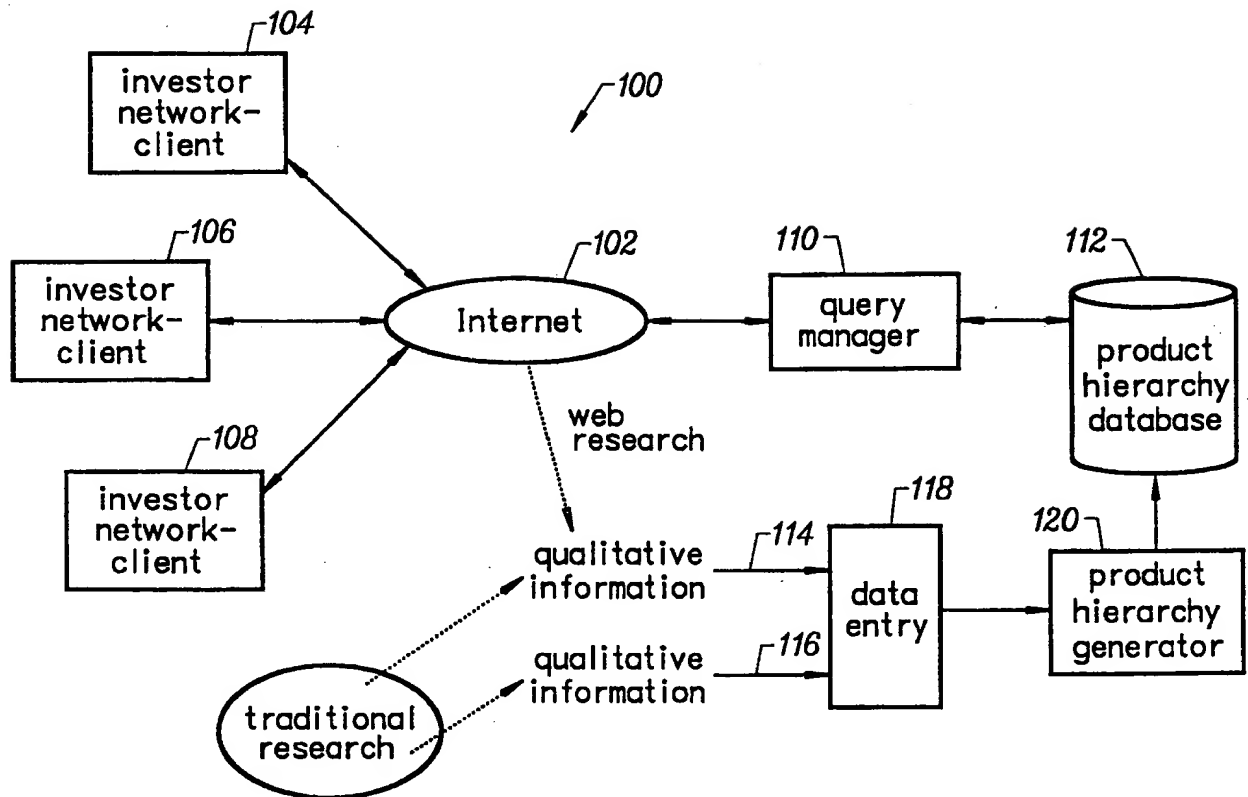 104
investor
network-
client
100
106
investor
network-
client
102
Internet
110
query
manager
112
product
hierarchy
database
108
investor
network-
client
web
research
qualitative
information
114
qualitative
information
116
118
data
entry
120
product
hierarchy
generator
traditional
research